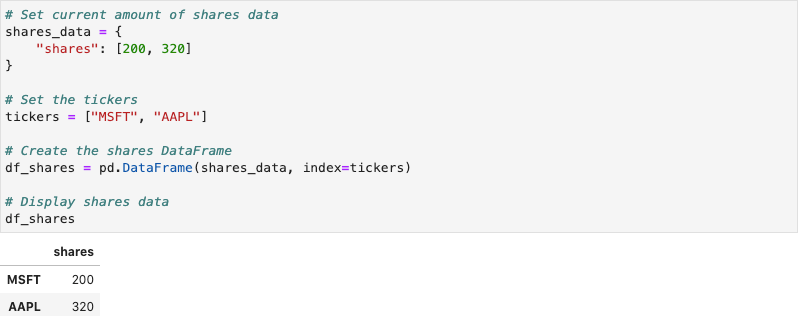 # Set current amount of shares data
shares_data = {
    "shares": [200, 320]
}
# Set the tickers
tickers = ["MSFT", "AAPL"]
# Create the shares DataFrame
df_shares = pd.DataFrame(shares_data, index=tickers)
# Display shares data
df_shares
shares
MSFT 200
AAPL 320